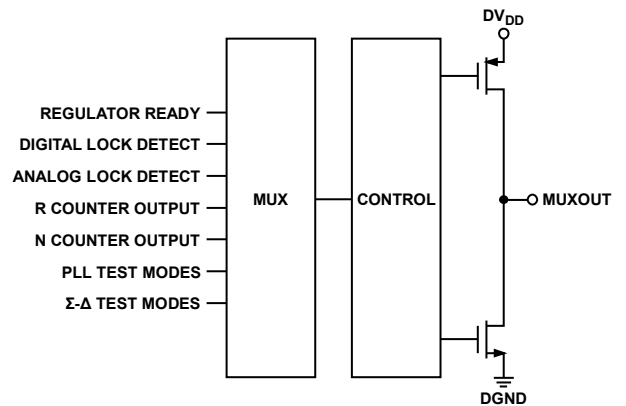 DVDD
REGULATOR READY
DIGITAL LOCK DETECT
ANALOG LOCK DETECT
R COUNTER OUTPUT
N COUNTER OUTPUT
PLL TEST MODES
Σ-Δ TEST MODES
MUX
CONTROL
MUXOUT
DGND